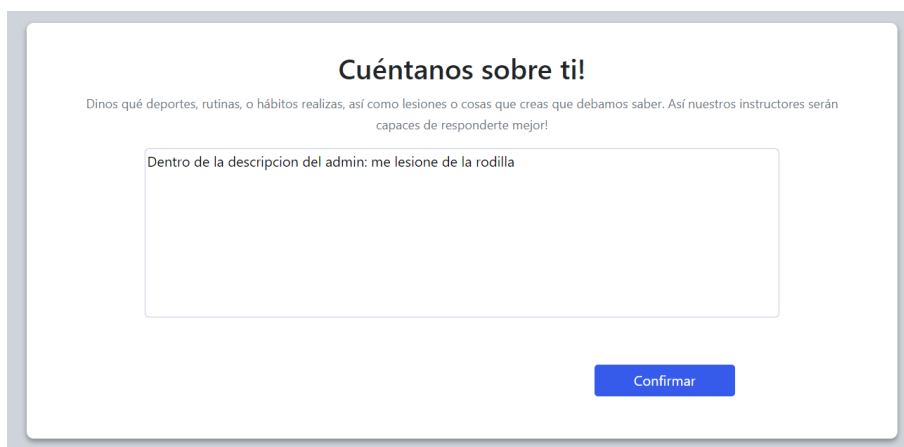 Cuéntanos sobre ti!
Dinos qué deportes, rutinas, o hábitos realizas, así como lesiones o cosas que creas que debamos saber. Así nuestros instructores serán
capaces de responderte mejor!
Dentro de la descripcion del admin: me lesione de la rodilla
Confirmar